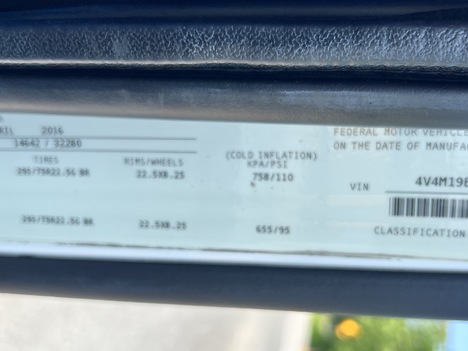 RIL 2016
14642 / 32280
TIRES RIMS/WHEELS (COLD INFLATION) KPA/PSI
295/75R22.5G BR 22.5X8.25 758/110
295/75R22.5G BR 22.5X8.25 655/95
FEDERAL MOTOR VEHICLE
ON THE DATE OF MANUFA
VIN 4V4M19E
CLASSIFICATION